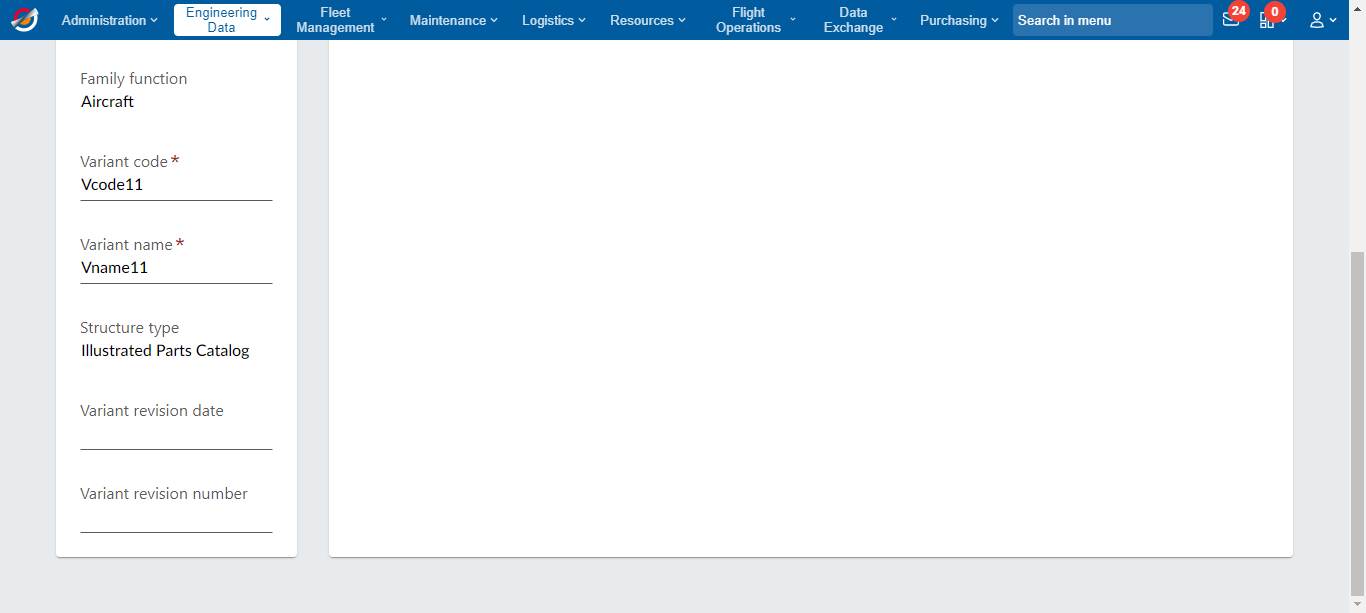 Administration
Engineering
Data
Fleet
Management
Maintenance
Logistics
Resources
Flight
Operations
Data
Exchange
Purchasing
Search in menu
24
0
Family function
Aircraft
Variant code*
Vcode11
Variant name*
Vname11
Structure type
Illustrated Parts Catalog
Variant revision date
Variant revision number